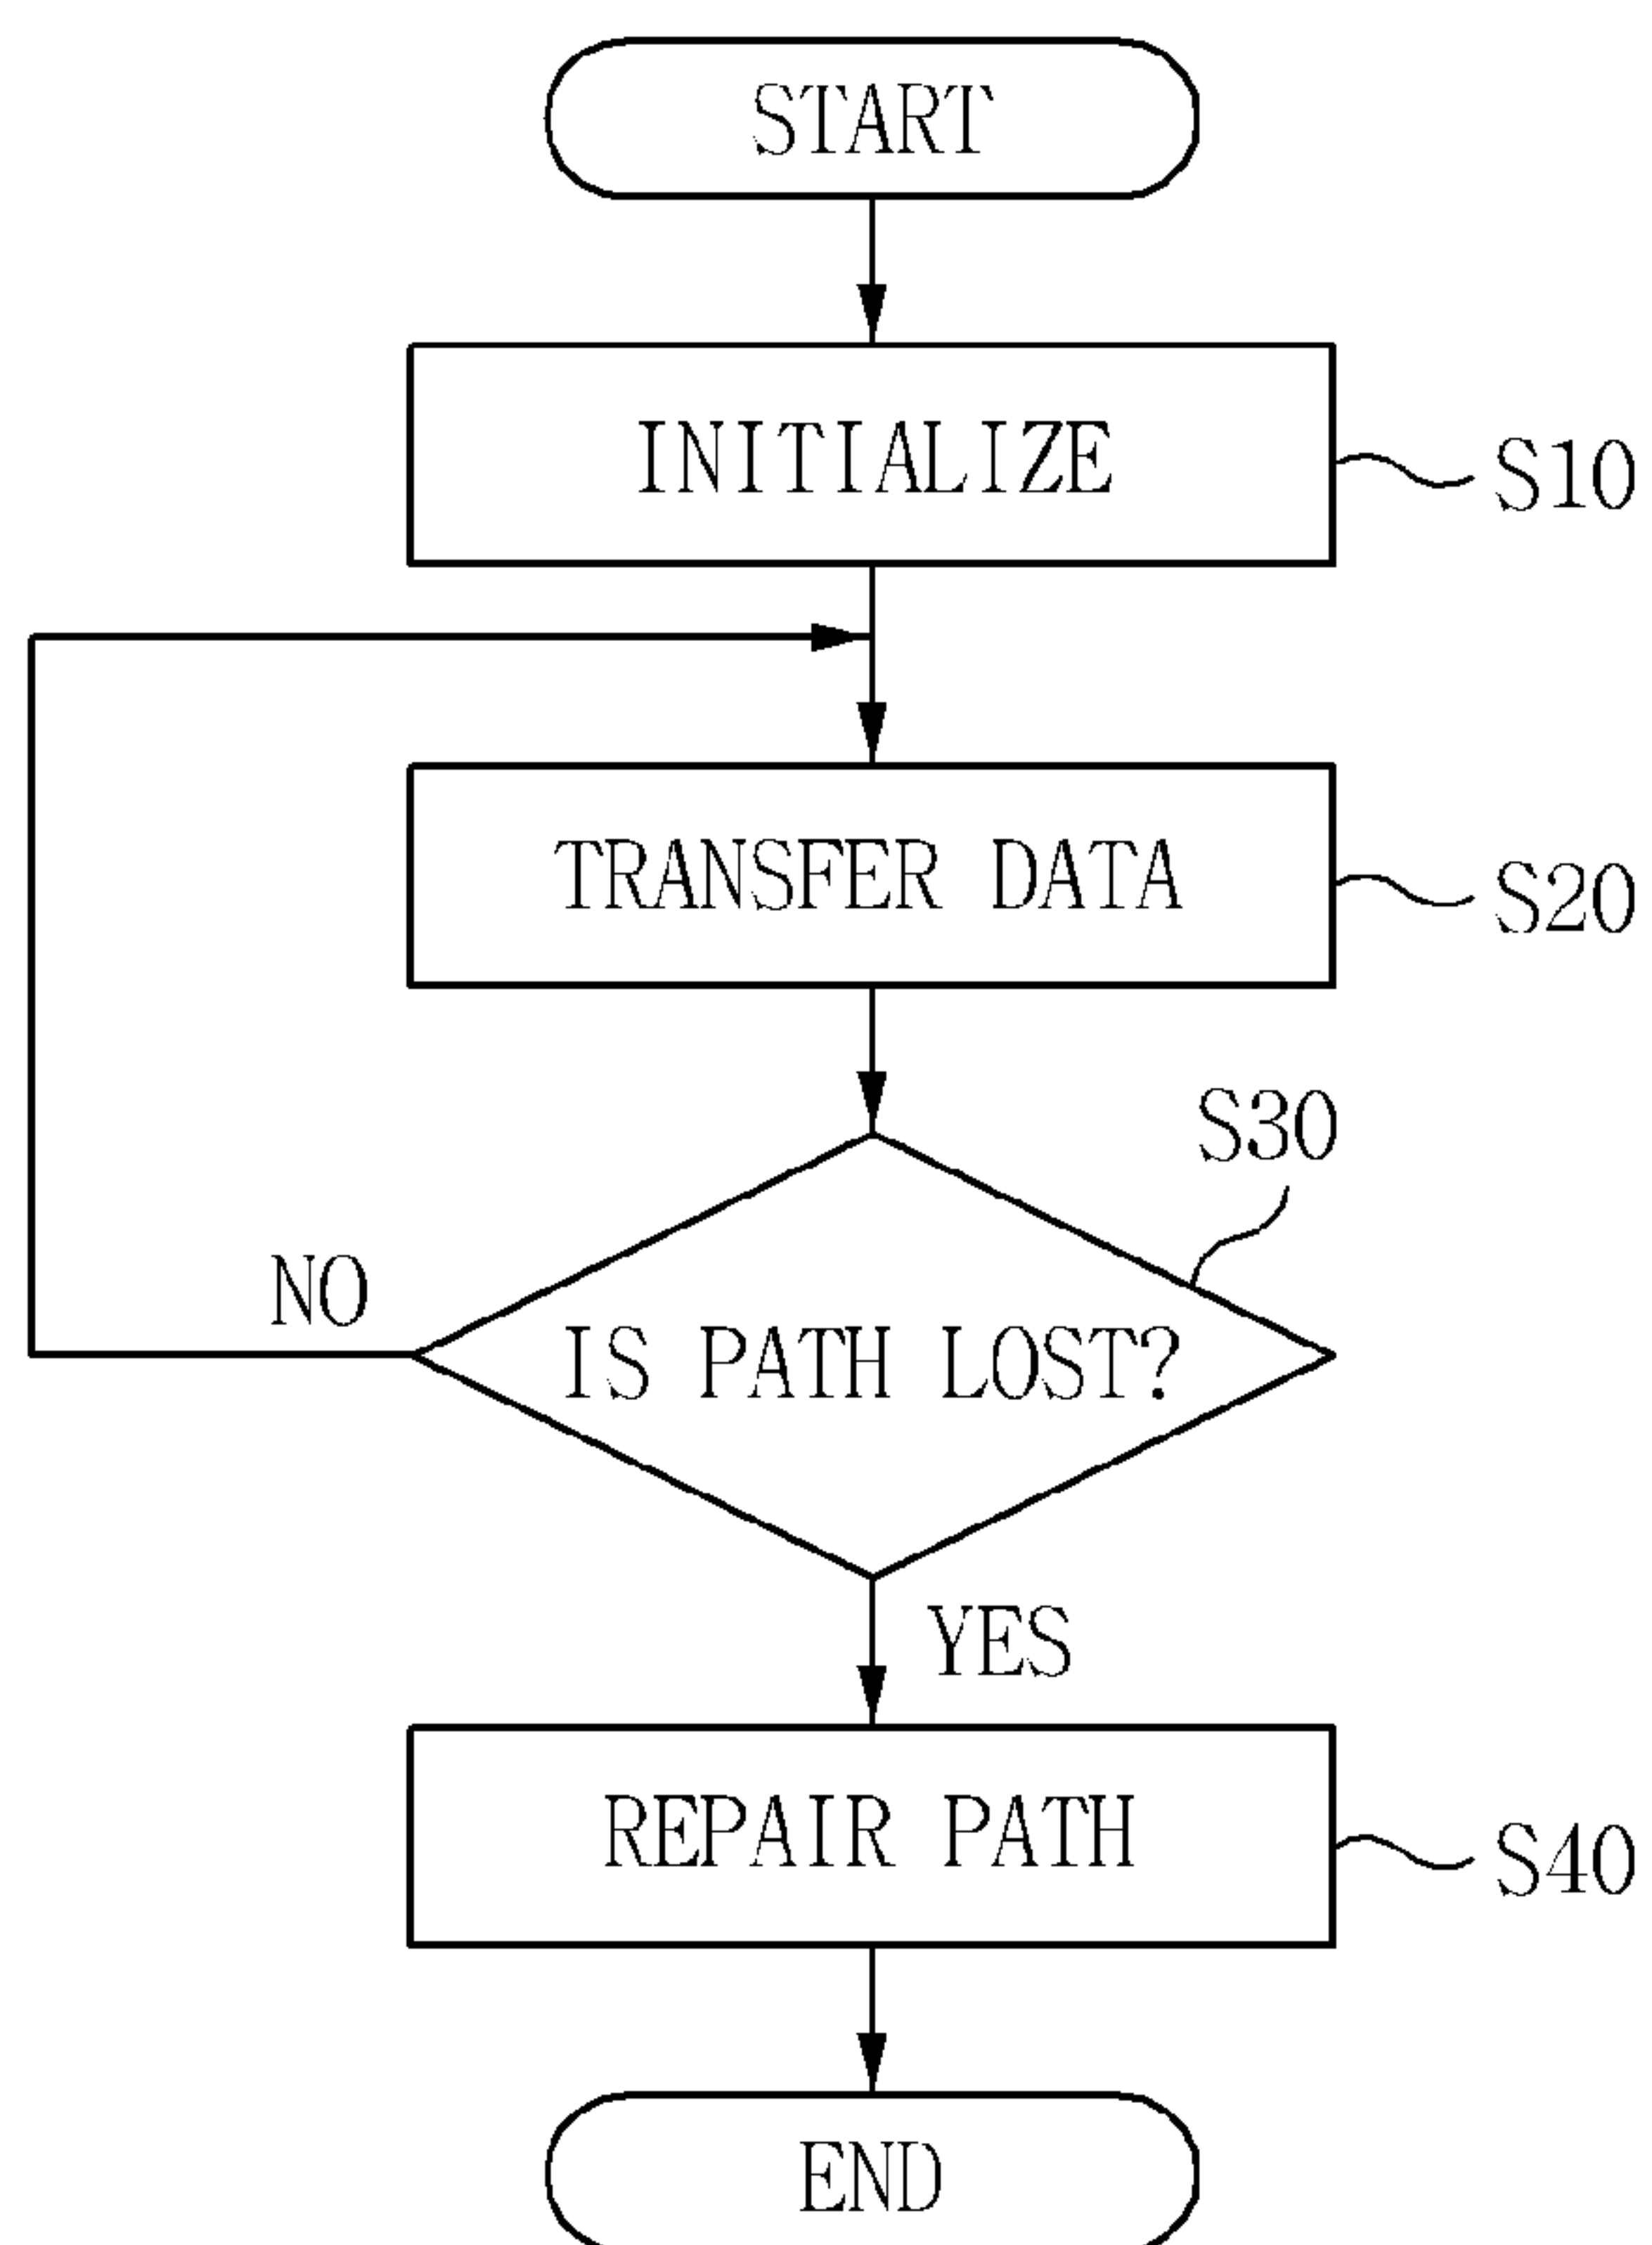 START
INITIALIZE
S10
TRANSFER DATA
S20
S30
NO
IS PATH LOST?
YES
REPAIR PATH
S40
END